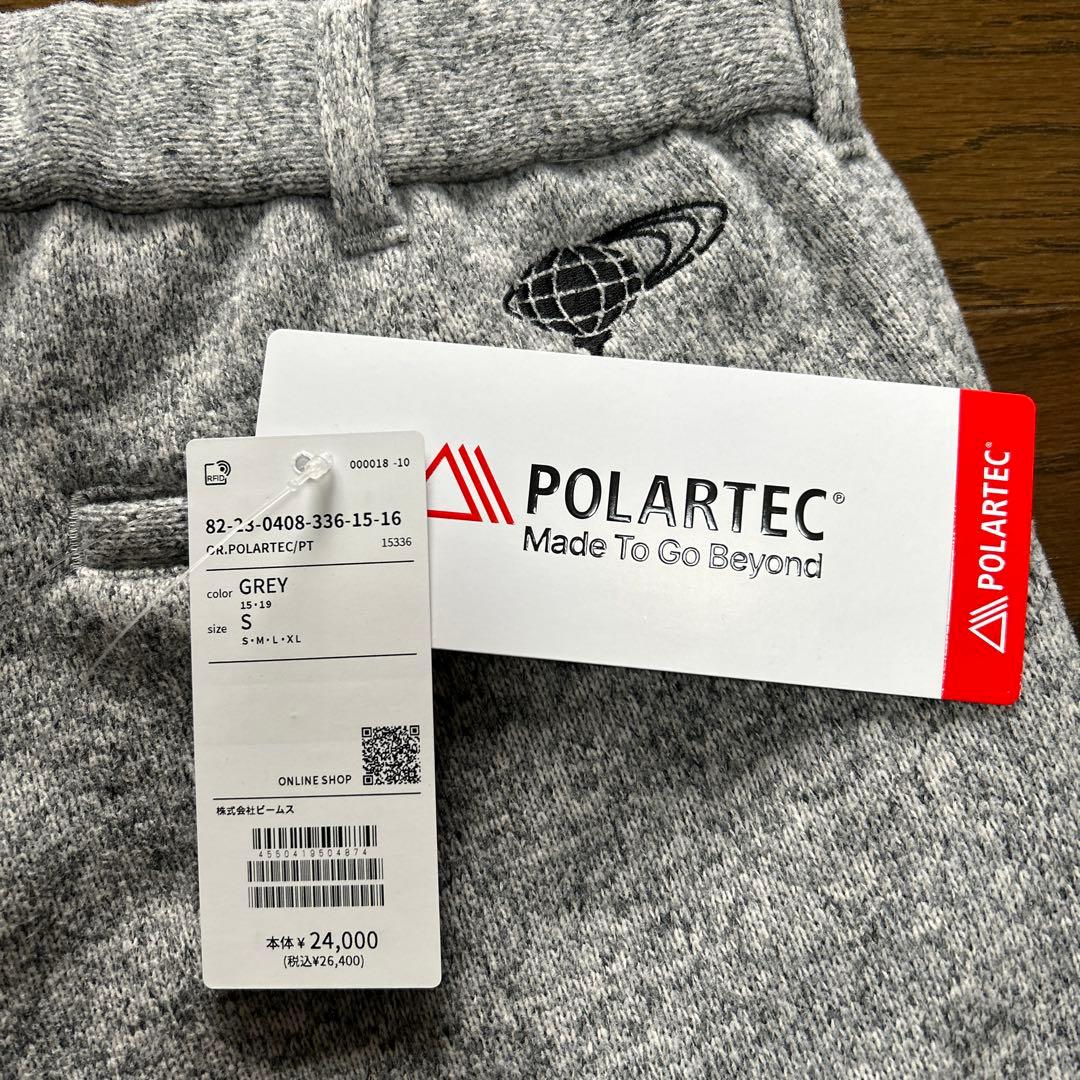 RFID
000018 -10
82-23-0408-336-15-16
OR.POLARTEC/PT 15336
color GREY
15・19
size S
S・M・L・XL
ONLINE SHOP
株式会社ビームス
4550419504874
本体¥24,000
(税込¥26,400)
POLARTEC®
Made To Go Beyond
POLARTEC®